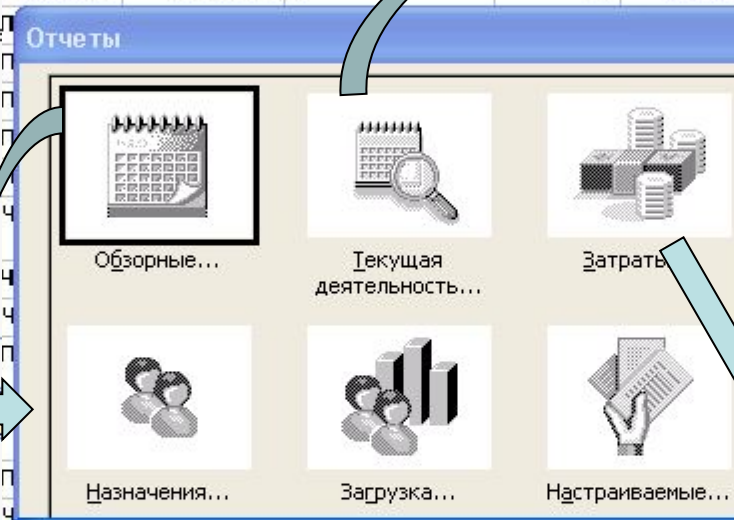 Отчеты
Обзорные...
Текущая
деятельность...
Затраты
Назначения...
Загрузка...
Настраиваемые...